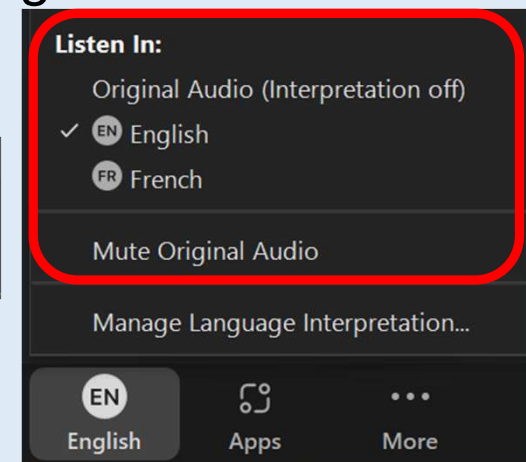 Listen In:
Original Audio (Interpretation off)
EN English
FR French
Mute Original Audio
Manage Language Interpretation...
EN
English Apps More